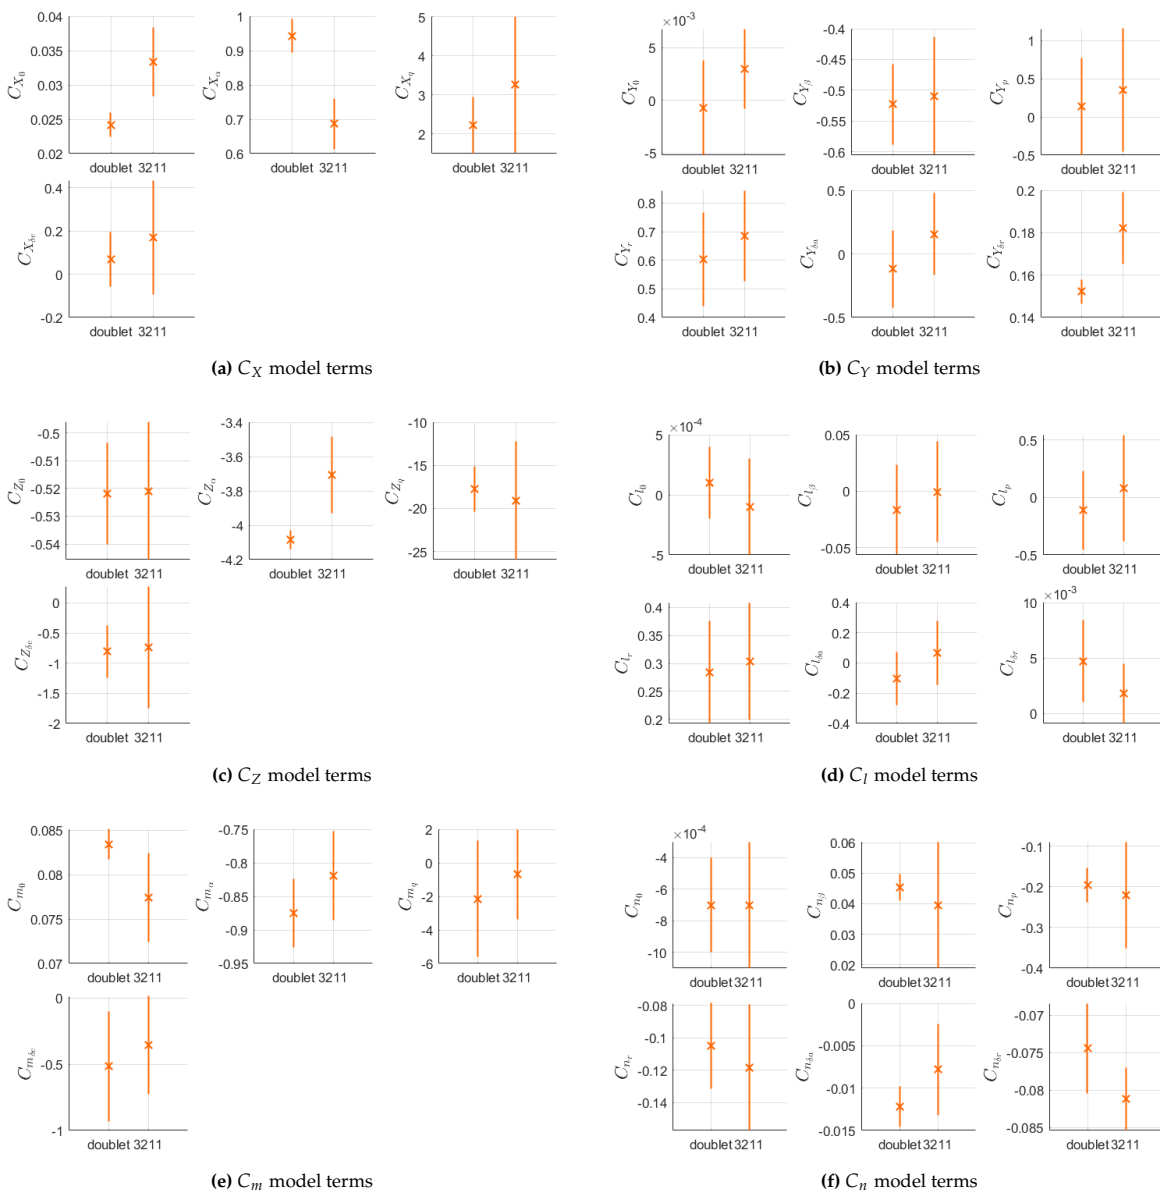 0.04
0.035
0.03
0.025
0.02
C_{X_0}
doublet 3211
1
0.9
0.8
0.7
0.6
C_{X_α}
doublet 3211
5
4
3
2
C_{X_q}
doublet 3211
0.4
0.2
0
-0.2
C_{X_{δe}}
doublet 3211
(a) C_X model terms
×10^{-3}
5
0
-5
C_{Y_0}
doublet 3211
-0.4
-0.45
-0.5
-0.55
-0.6
C_{Y_β}
doublet 3211
1
0.5
0
-0.5
C_{Y_p}
doublet 3211
0.8
0.7
0.6
0.5
0.4
C_{Y_r}
doublet 3211
0.5
0
-0.5
C_{Y_{δa}}
doublet 3211
0.2
0.18
0.16
0.14
C_{Y_{δr}}
doublet 3211
(b) C_Y model terms
-0.5
-0.51
-0.52
-0.53
-0.54
C_{Z_0}
doublet 3211
-3.4
-3.6
-3.8
-4
-4.2
C_{Z_α}
doublet 3211
-10
-15
-20
-25
C_{Z_q}
doublet 3211
0
-0.5
-1
-1.5
-2
C_{Z_{δe}}
doublet 3211
(c) C_Z model terms
×10^{-4}
5
0
-5
C_{l_0}
doublet 3211
0.05
0
-0.05
C_{l_β}
doublet 3211
0.5
0
-0.5
C_{l_p}
doublet 3211
0.4
0.35
0.3
0.25
0.2
C_{l_r}
doublet 3211
0.4
0.2
0
-0.2
-0.4
C_{l_{δa}}
doublet 3211
×10^{-3}
10
5
0
C_{l_{δr}}
doublet 3211
(d) C_l model terms
0.085
0.08
0.075
0.07
C_{m_0}
doublet 3211
-0.75
-0.8
-0.85
-0.9
-0.95
C_{m_α}
doublet 3211
2
0
-2
-4
-6
C_{m_q}
doublet 3211
0
-0.5
-1
C_{m_{δe}}
doublet 3211
(e) C_m model terms
×10^{-4}
-4
-6
-8
-10
C_{n_0}
doublet 3211
0.06
0.05
0.04
0.03
0.02
C_{n_β}
doublet 3211
-0.1
-0.2
-0.3
-0.4
C_{n_p}
doublet 3211
-0.08
-0.1
-0.12
-0.14
C_{n_r}
doublet 3211
0
-0.005
-0.01
-0.015
C_{n_{δa}}
doublet 3211
-0.07
-0.075
-0.08
-0.085
C_{n_{δr}}
doublet 3211
(f) C_n model terms